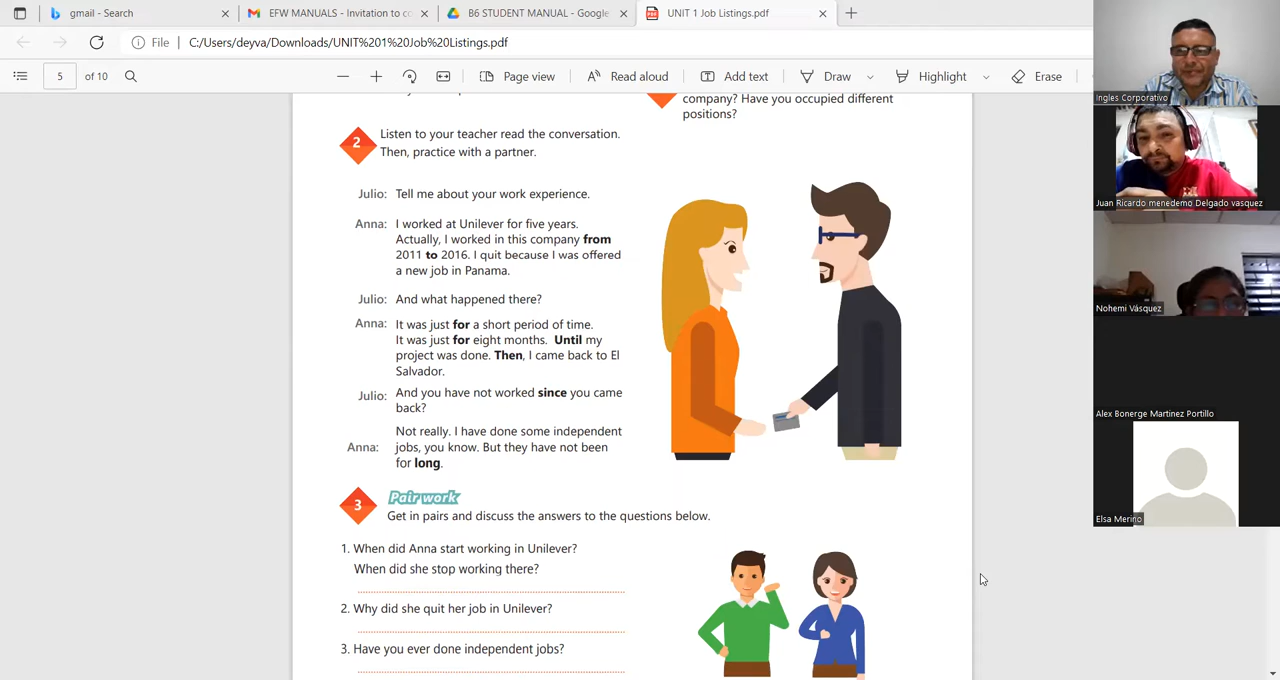 gmail - Search
EFW MANUALS - Invitation to co
B6 STUDENT MANUAL - Google
UNIT 1 Job Listings.pdf
File
C:/Users/deyva/Downloads/UNIT%201%20Job%20Listings.pdf
5 of 10
Page view
Read aloud
Add text
Draw
Highlight
Erase
company? Have you occupied different
positions?
2
Listen to your teacher read the conversation.
Then, practice with a partner.
Julio: Tell me about your work experience.
Anna: I worked at Unilever for five years.
Actually, I worked in this company from
2011 to 2016. I quit because I was offered
a new job in Panama.
Julio: And what happened there?
Anna: It was just for a short period of time.
It was just for eight months. Until my
project was done. Then, I came back to El
Salvador.
Julio: And you have not worked since you came
back?
Not really. I have done some independent
Anna: jobs, you know. But they have not been
for long.
3
Pair work
Get in pairs and discuss the answers to the questions below.
1. When did Anna start working in Unilever?
When did she stop working there?
2. Why did she quit her job in Unilever?
3. Have you ever done independent jobs?
Ingles Corporativo
Juan Ricardo menedemo Delgado vasquez
Nohemi Vásquez
Alex Bonerge Martinez Portillo
Elsa Merino